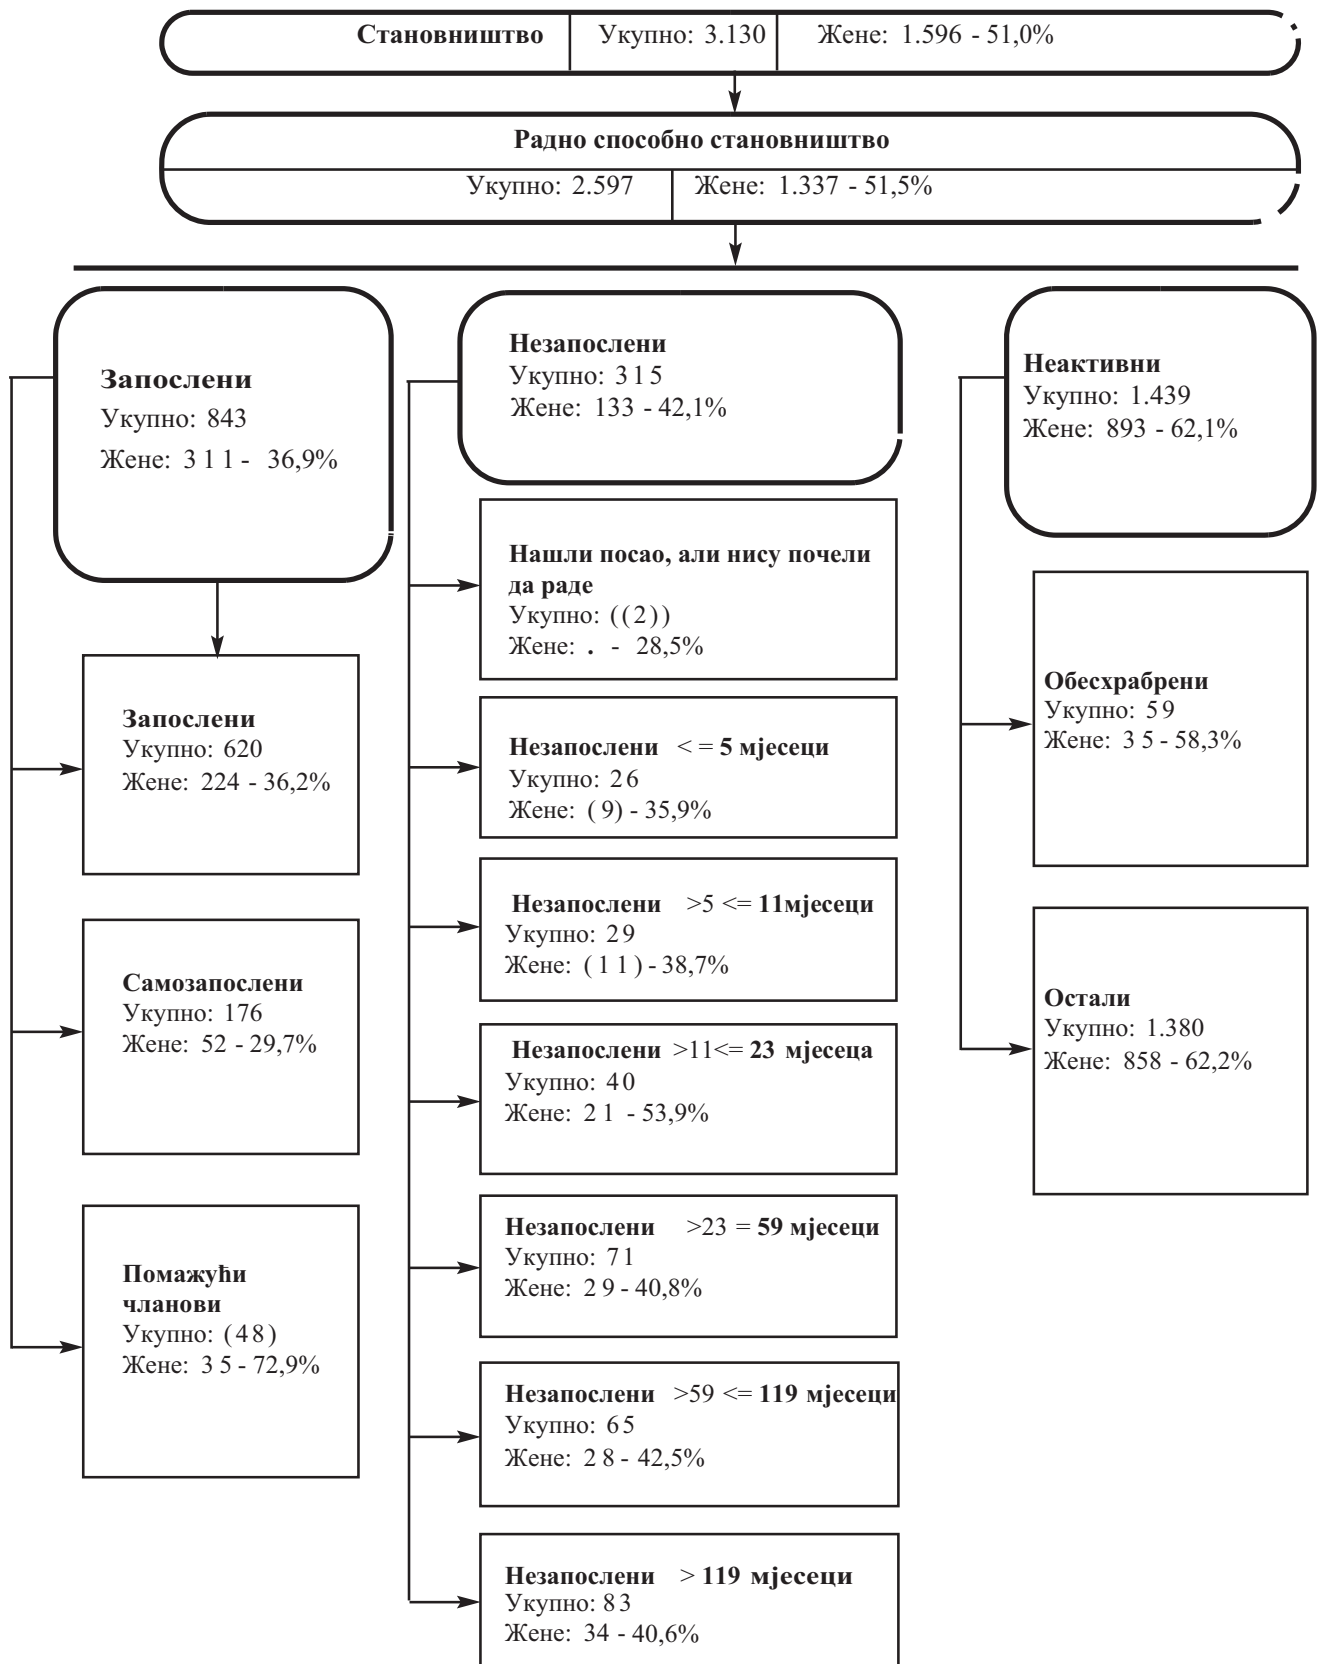 Становништво Укупно: 3.130 Жене: 1.596 - 51,0%
Радно способно становништво
Укупно: 2.597 Жене: 1.337 - 51,5%
Запослени
Укупно: 843
Жене: 311 - 36,9%
Запослени
Укупно: 620
Жене: 224 - 36,2%
Самозапослени
Укупно: 176
Жене: 52 - 29,7%
Помажући
чланови
Укупно: (48)
Жене: 35 - 72,9%
Незапослени
Укупно: 315
Жене: 133 - 42,1%
Нашли посао, али нису почели
да раде
Укупно: ((2))
Жене: . - 28,5%
Незапослени < = 5 мјесеци
Укупно: 26
Жене: (9) - 35,9%
Незапослени >5 <= 11мјесеци
Укупно: 29
Жене: (11) - 38,7%
Незапослени >11<= 23 мјесеца
Укупно: 40
Жене: 21 - 53,9%
Незапослени >23 = 59 мјесеци
Укупно: 71
Жене: 29 - 40,8%
Незапослени >59 <= 119 мјесеци
Укупно: 65
Жене: 28 - 42,5%
Незапослени > 119 мјесеци
Укупно: 83
Жене: 34 - 40,6%
Неактивни
Укупно: 1.439
Жене: 893 - 62,1%
Обесхрабрени
Укупно: 59
Жене: 35 - 58,3%
Остали
Укупно: 1.380
Жене: 858 - 62,2%